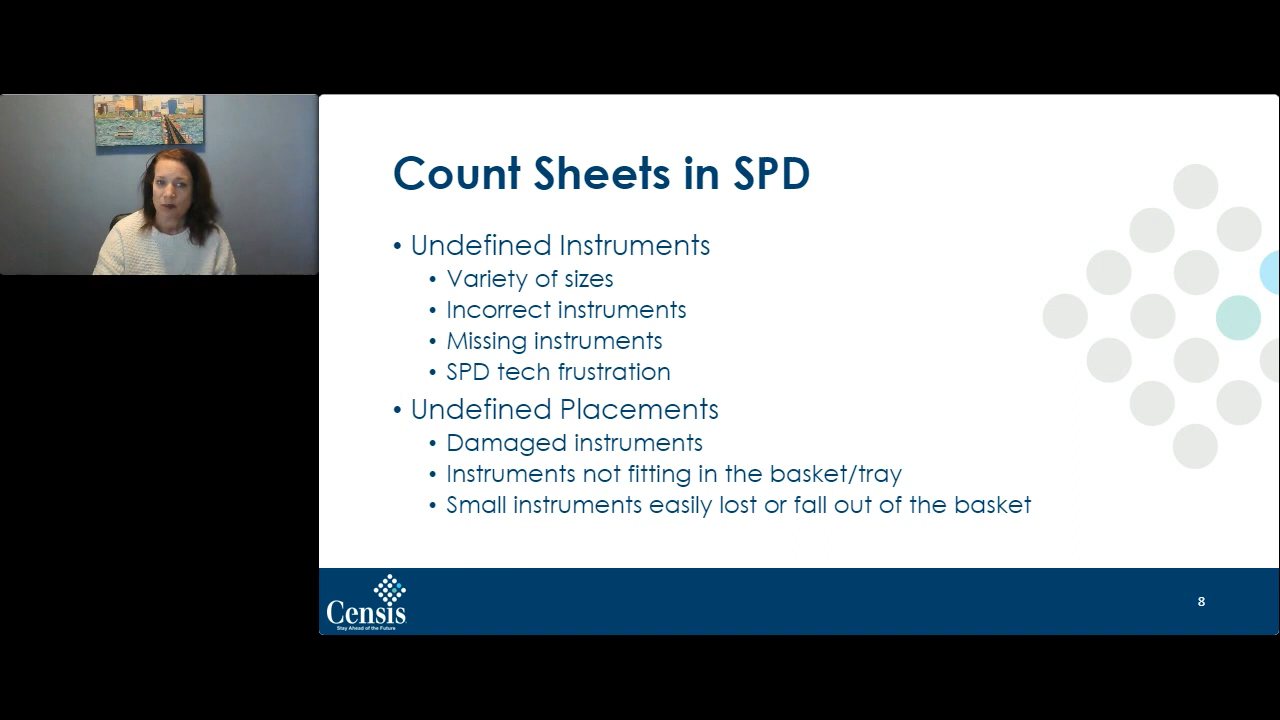 Count Sheets in SPD
• Undefined Instruments
• Variety of sizes
• Incorrect instruments
• Missing instruments
• SPD tech frustration
• Undefined Placements
• Damaged instruments
• Instruments not fitting in the basket/tray
• Small instruments easily lost or fall out of the basket
Censis
Stay Ahead of the Future
8